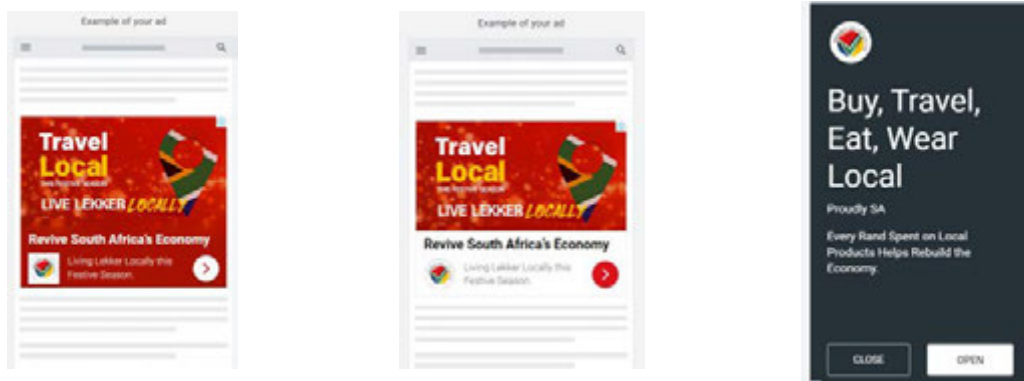 Example of your ad
Travel
Local
THIS FESTIVE SEASON
LIVE LEKKER LOCALLY
Revive South Africa's Economy
Living Lekker Locally this
Festive Season.
Example of your ad
Travel
Local
THIS FESTIVE SEASON
LIVE LEKKER LOCALLY
Revive South Africa's Economy
Living Lekker Locally this
Festive Season.
Buy, Travel,
Eat, Wear
Local
Proudly SA
Every Rand Spent on Local
Products Helps Rebuild the
Economy.
CLOSE
OPEN